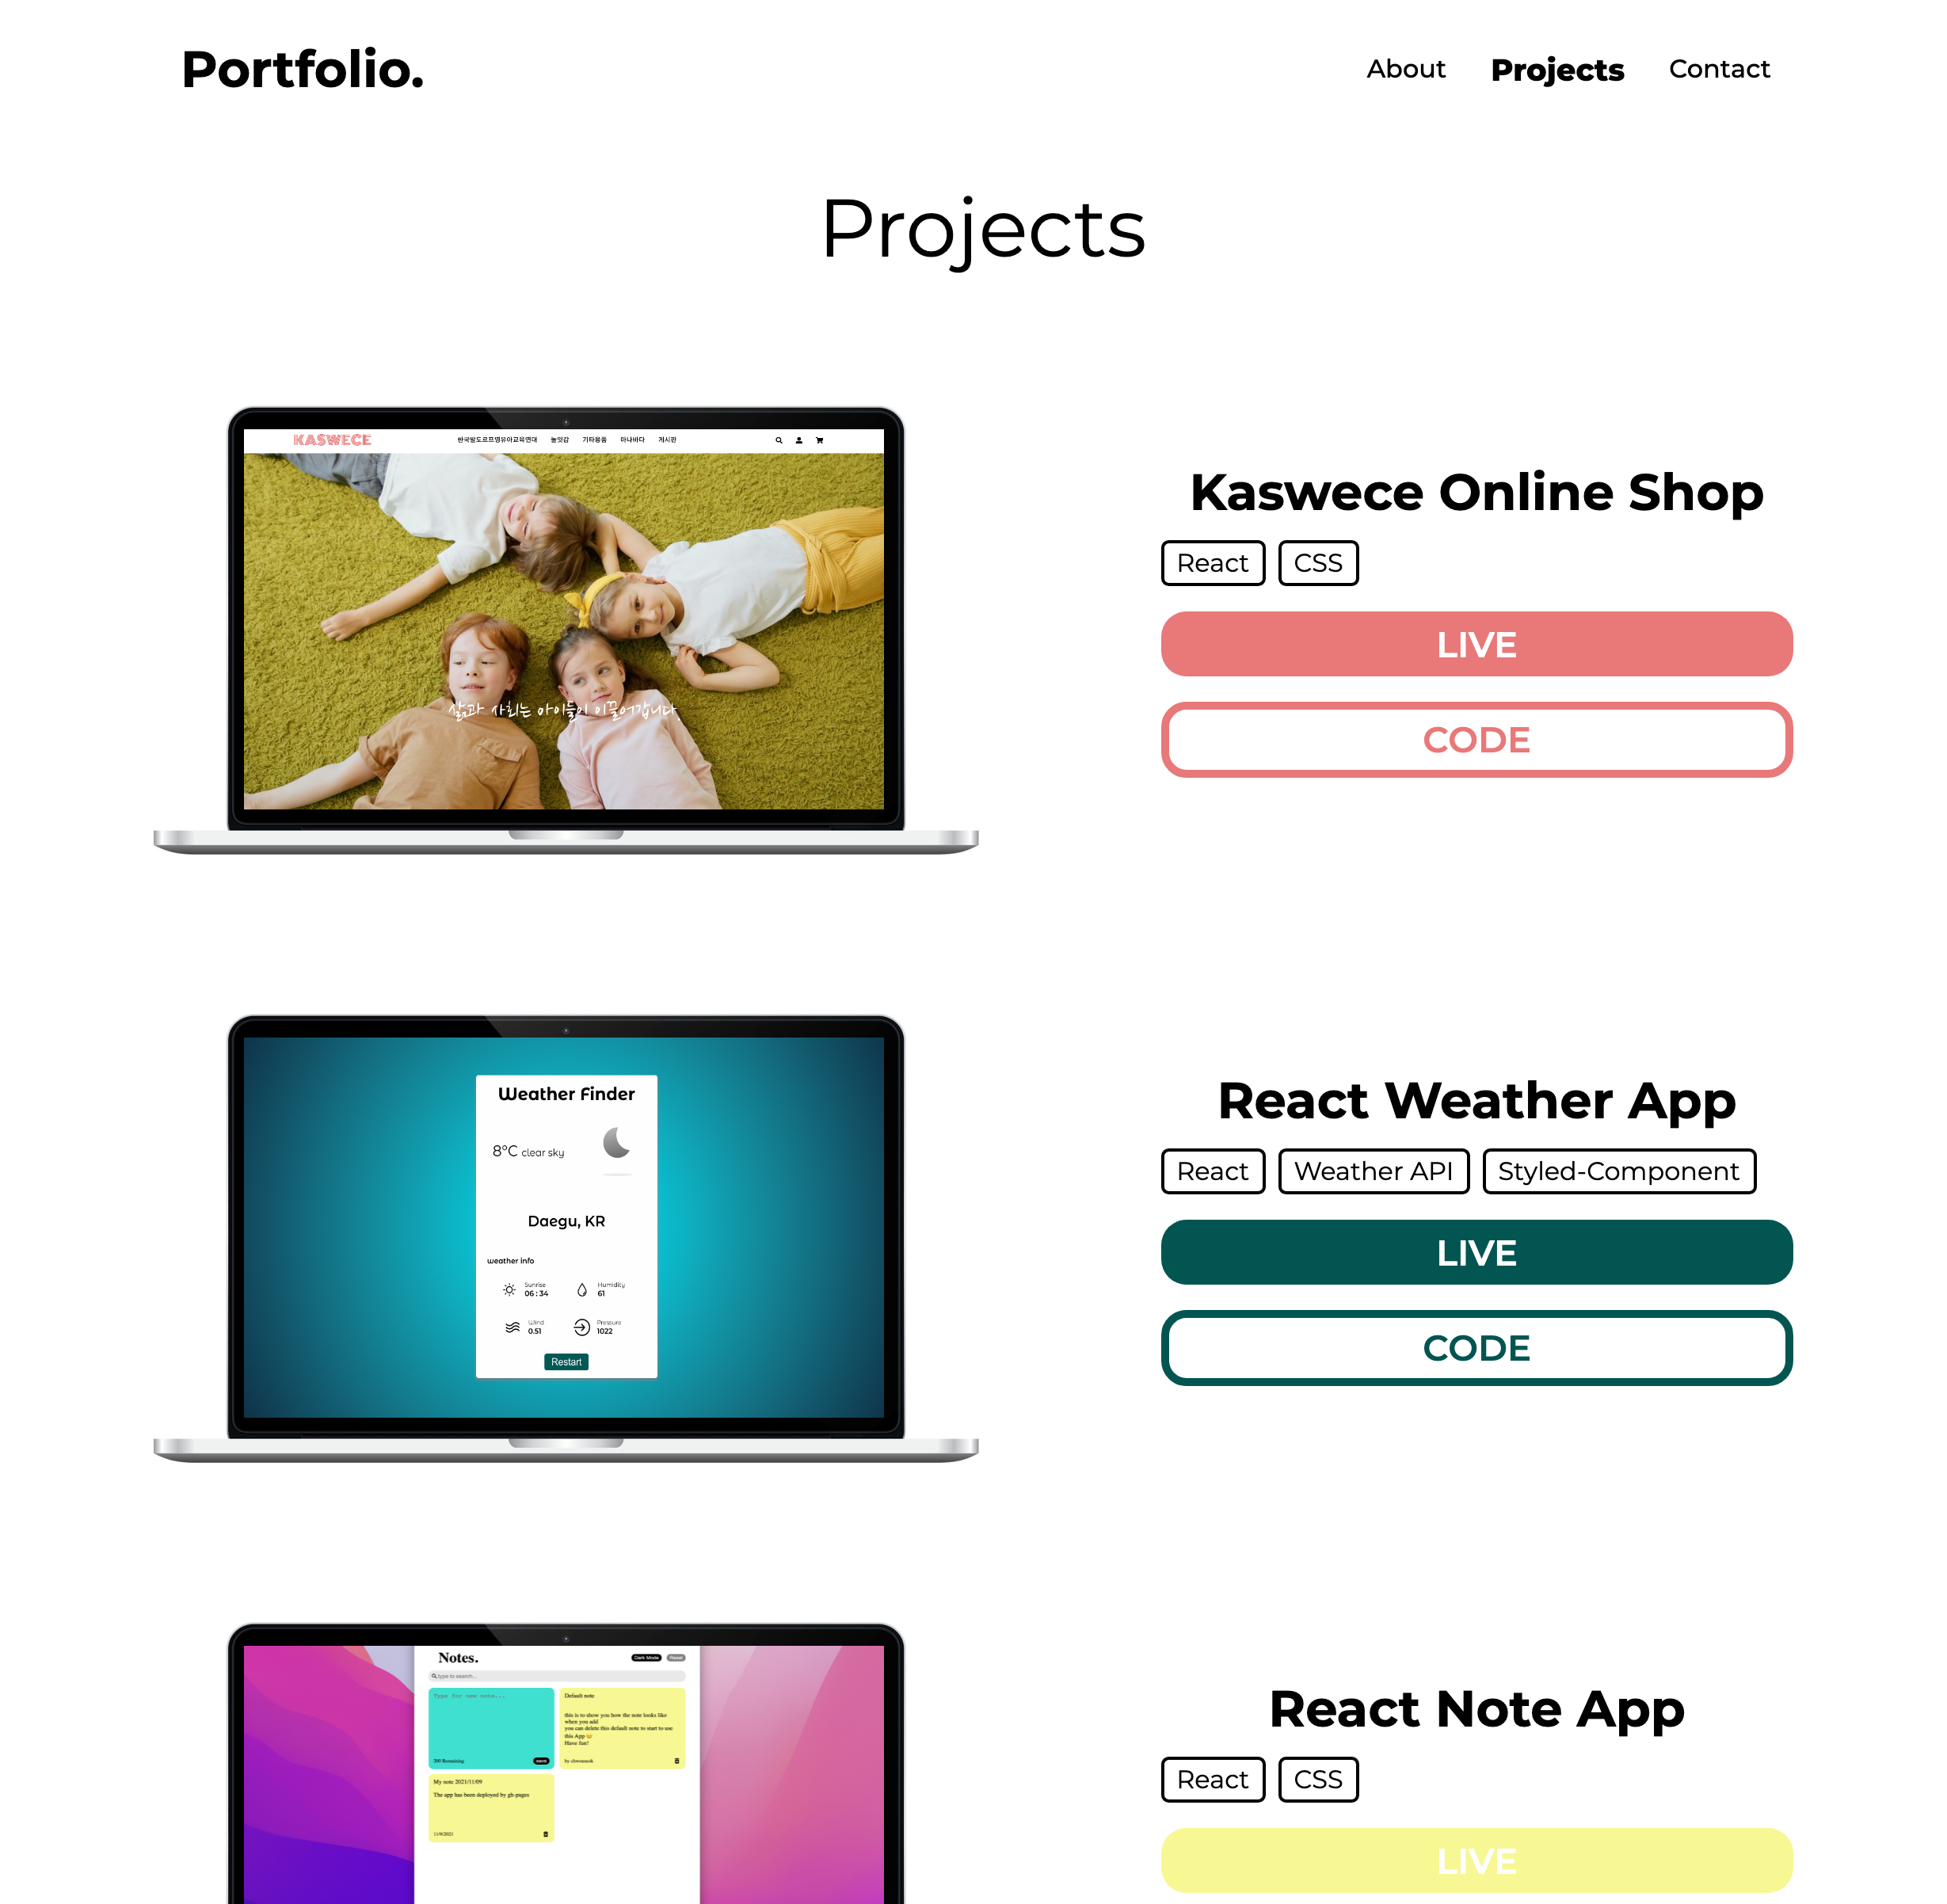 Portfolio.
About Projects Contact
Projects
KASWECE 한국발도르프영유아교육연대 놀잇감 기타용품 마나바다 게시판
삶과 사회는 아이들이 이끌어갑니다.
Kaswece Online Shop
React CSS
LIVE
CODE
Weather Finder
8°C clear sky
Daegu, KR
weather info
Sunrise
06 : 34
Humidity
61
Wind
0.51
Pressure
1022
Restart
React Weather App
React Weather API Styled-Component
LIVE
CODE
Notes.
Dark Mode Reset
type to search...
Type for new note...
200 Remaining
save
Default note
this is to show you how the note looks like
when you add
you can delete this default note to start to use
this App 😀
Have fun!
My note 2021/11/09
The app has been deployed by gh-pages
11/9/2021
React Note App
React CSS
LIVE